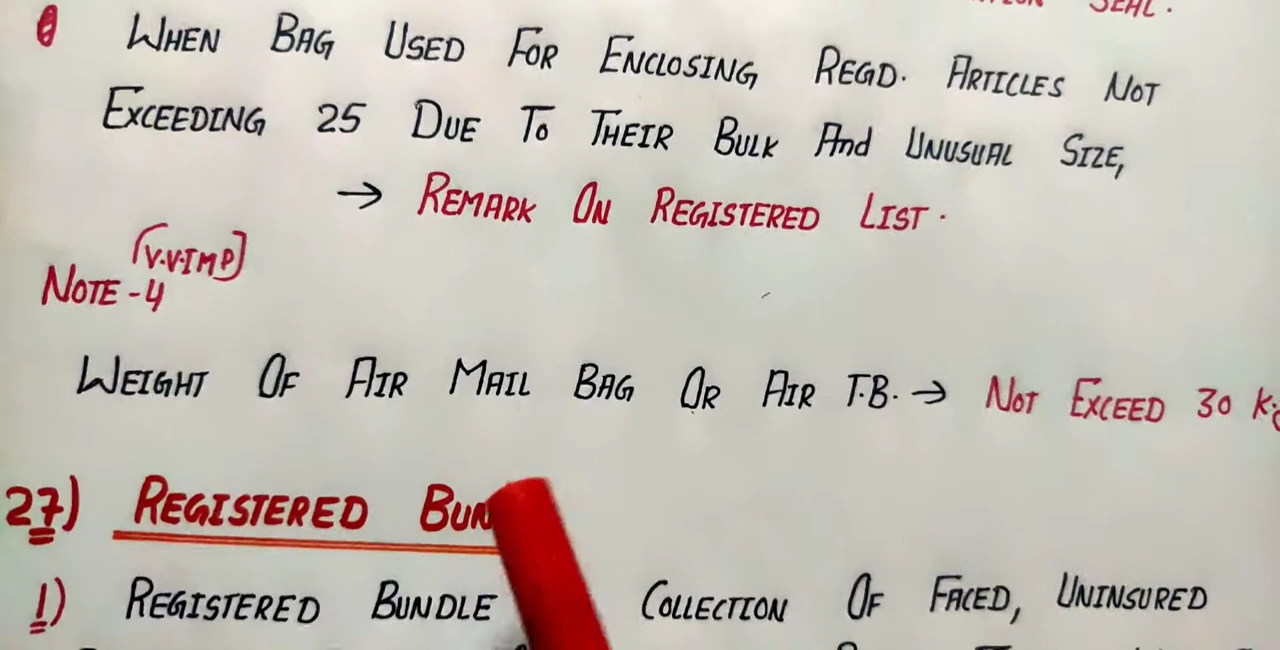 SEAL.
WHEN BAG USED FOR ENCLOSING REGD. ARTICLES NOT
EXCEEDING 25 DUE TO THEIR BULK And UNUSUAL SIZE,
→ REMARK ON REGISTERED LIST.
[V.V.IMP]
NOTE-4
WEIGHT OF AIR MAIL BAG OR AIR T.B. → NOT EXCEED 30
27) REGISTERED
1) REGISTERED BUNDLE COLLECTION OF FACED, UNINSURED